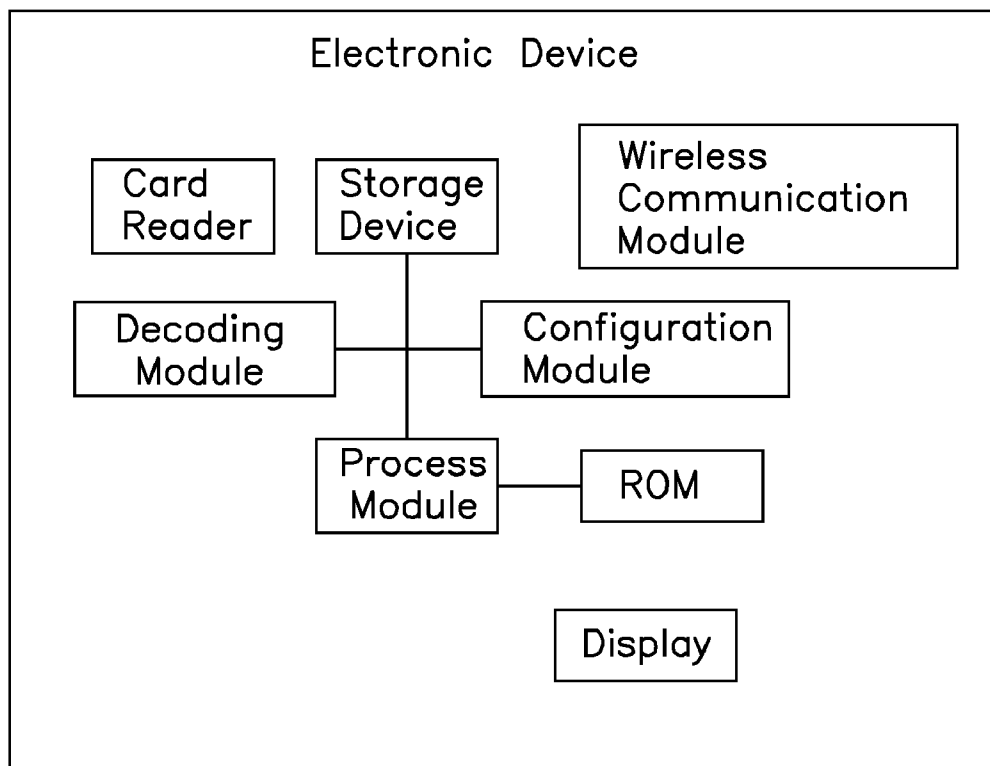 Electronic Device
Card
Reader
Storage
Device
Wireless
Communication
Module
Decoding
Module
Configuration
Module
Process
Module
ROM
Display